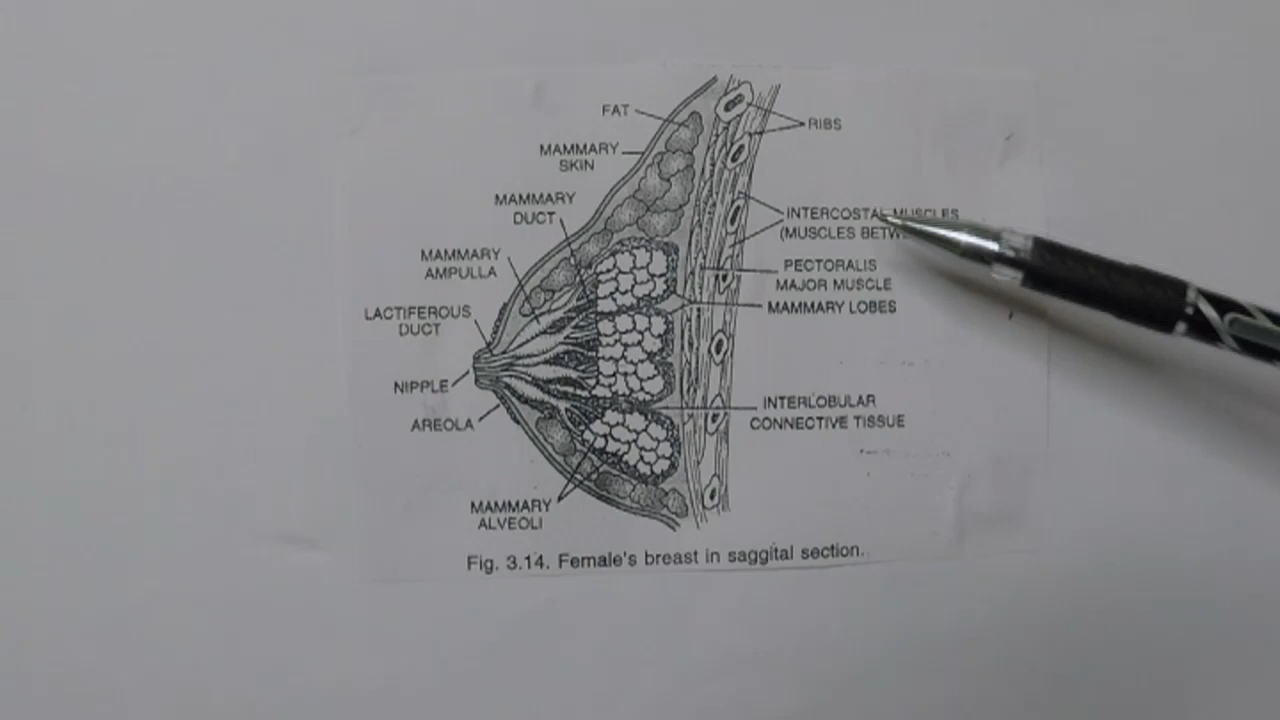 FAT
RIBS
MAMMARY
SKIN
MAMMARY
DUCT
INTERCOSTAL MUSCLES
(MUSCLES
MAMMARY
AMPULLA
PECTORALIS
MAJOR MUSCLE
MAMMARY LOBES
LACTIFEROUS
DUCT
NIPPLE
AREOLA
INTERLOBULAR
CONNECTIVE TISSUE
MAMMARY
ALVEOLI
Fig. 3.14. Female's breast in saggital section.